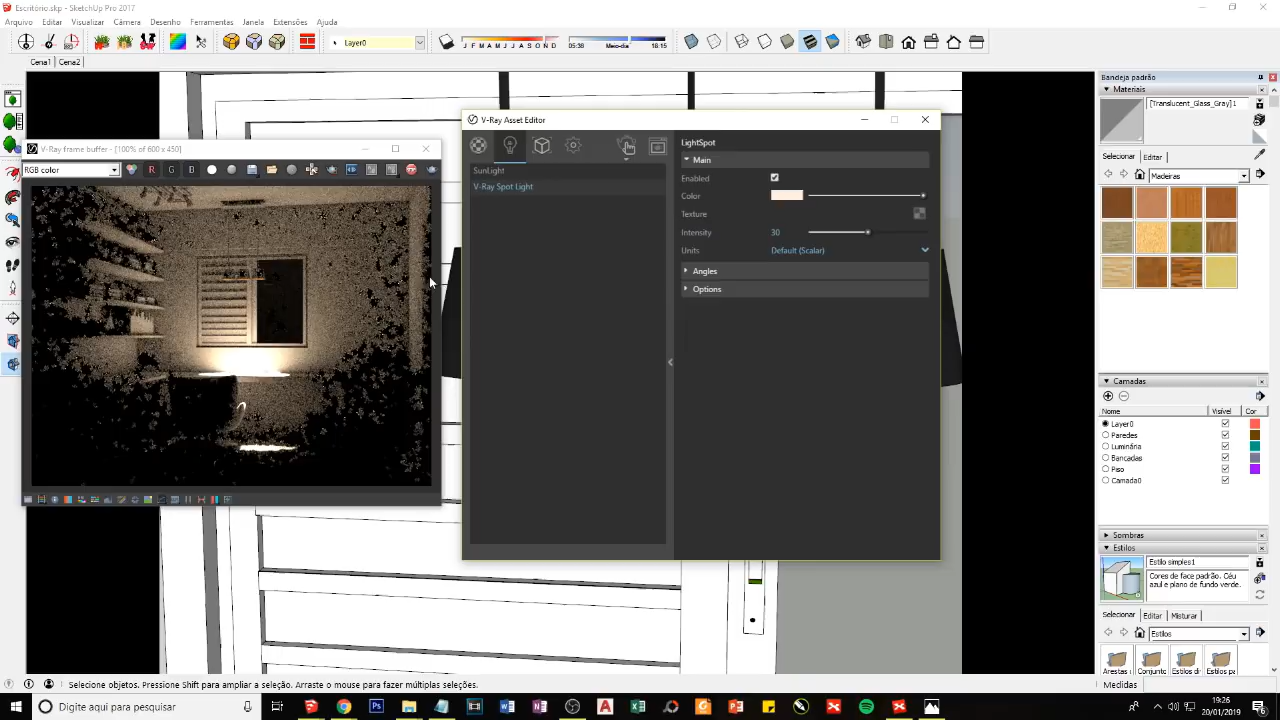 Escritório.skp - SketchUp Pro 2017
Arquivo Editar Visualizar Câmera Desenho Ferramentas Janela Extensões Ajuda
Layer0
J F M A M J J A S O N D
05:38 Meio-dia 18:15
Cena1 Cena2
Bandeja padrão
Materiais
[Translucent_Glass_Gray]1
Selecionar Editar
Madeiras
V-Ray frame buffer - [100% of 600 x 450]
RGB color
R G B
V-Ray Asset Editor
SunLight
V-Ray Spot Light
LightSpot
Main
Enabled
Color
Texture
Intensity 30
Units Default (Scalar)
Angles
Options
Camadas
Nome Visível Cor
Layer0
Paredes
Luminária
Bancadas
Piso
Camada0
Sombras
Estilos
Estilo simples1
Cores de face padrão. Céu
azul e plano de fundo verde.
Selecionar Editar Misturar
Estilos
Arestas Conjunto Estilos d Estilos p
Selecione objetos. Pressione Shift para ampliar a seleção. Arraste o mouse para fazer múltiplas seleções.
Medidas
Digite aqui para pesquisar
19:26
20/01/2019